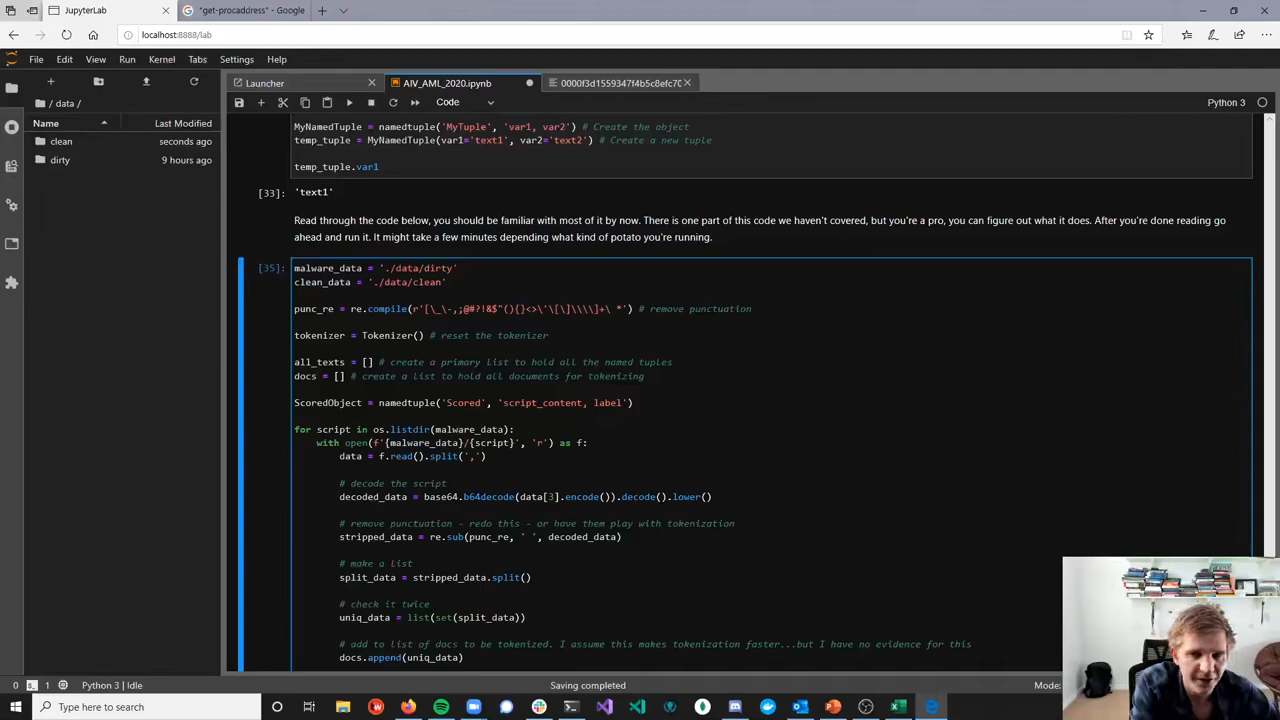 JupyterLab
"get-procaddress" - Google
localhost:8888/lab
File Edit View Run Kernel Tabs Settings Help
Launcher
AIV_AML_2020.ipynb
0000f3d1559347f4b5c8efc7(
Code
Python 3
/ data /
Name
Last Modified
clean
seconds ago
dirty
9 hours ago
MyNamedTuple = namedtuple('MyTuple', 'var1, var2') # Create the object
temp_tuple = MyNamedTuple(var1='text1', var2='text2') # Create a new tuple
temp_tuple.var1
[33]: 'text1'
Read through the code below, you should be familiar with most of it by now. There is one part of this code we haven't covered, but you're a pro, you can figure out what it does. After you're done reading go
ahead and run it. It might take a few minutes depending what kind of potato you're running.
[35]: malware_data = './data/dirty'
clean_data = './data/clean'
punc_re = re.compile(r'[\_\-,;@#?!&$"(){}<>\'\[\]\\\\]+\ *') # remove punctuation
tokenizer = Tokenizer() # reset the tokenizer
all_texts = [] # create a primary list to hold all the named tuples
docs = [] # create a list to hold all documents for tokenizing
ScoredObject = namedtuple('Scored', 'script_content, label')
for script in os.listdir(malware_data):
with open(f'{malware_data}/{script}', 'r') as f:
data = f.read().split(',')
# decode the script
decoded_data = base64.b64decode(data[3].encode()).decode().lower()
# remove punctuation - redo this - or have them play with tokenization
stripped_data = re.sub(punc_re, ' ', decoded_data)
# make a list
split_data = stripped_data.split()
# check it twice
uniq_data = list(set(split_data))
# add to list of docs to be tokenized. I assume this makes tokenization faster...but I have no evidence for this
docs.append(uniq_data)
0
1
Python 3 | Idle
Saving completed
Mode:
Type here to search